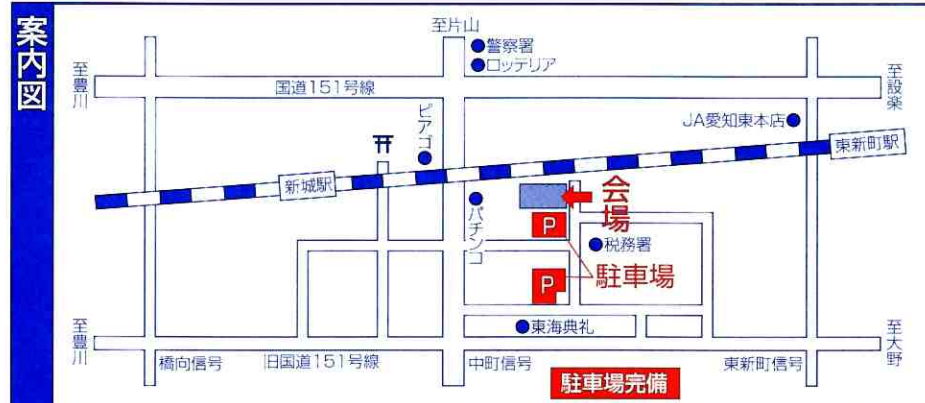 案内図
至片山
警察署
ロッテリア
至豊川
国道151号線
至設楽
ピアゴ
JA愛知東本店
東新町駅
新城駅
会場
パチンコ
P
税務署
駐車場
P
東海典礼
至豊川
橋向信号
旧国道151号線
中町信号
東新町信号
至大野
駐車場完備